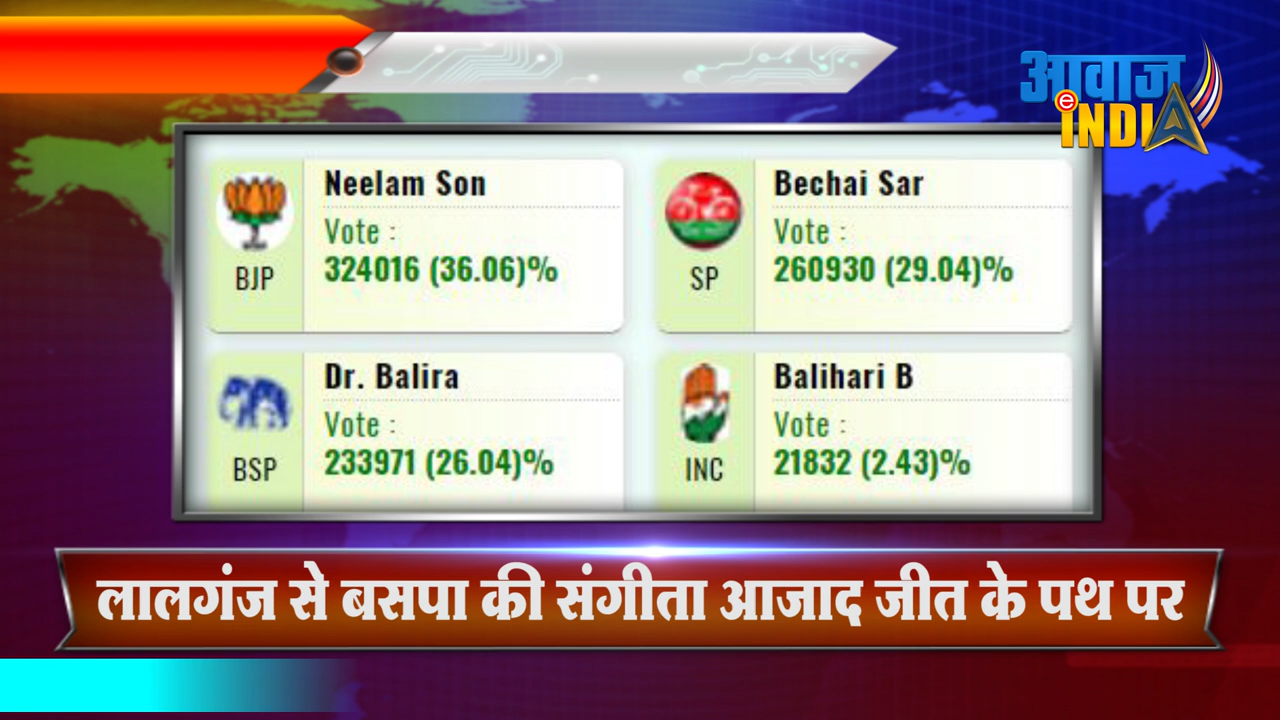 आवाज
e
INDIA
Neelam Son
Vote :
324016 (36.06)%
BJP
Bechai Sar
Vote :
260930 (29.04)%
SP
Dr. Balira
Vote :
233971 (26.04)%
BSP
Balihari B
Vote :
21832 (2.43)%
INC
लालगंज से बसपा की संगीता आजाद जीत के पथ पर